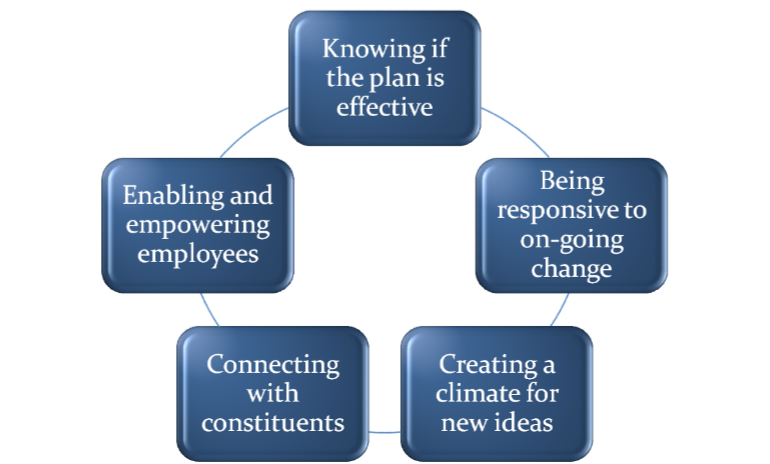 Knowing if
the plan is
effective
Being
responsive to
on-going
change
Creating a
climate for
new ideas
Connecting
with
constituents
Enabling and
empowering
employees